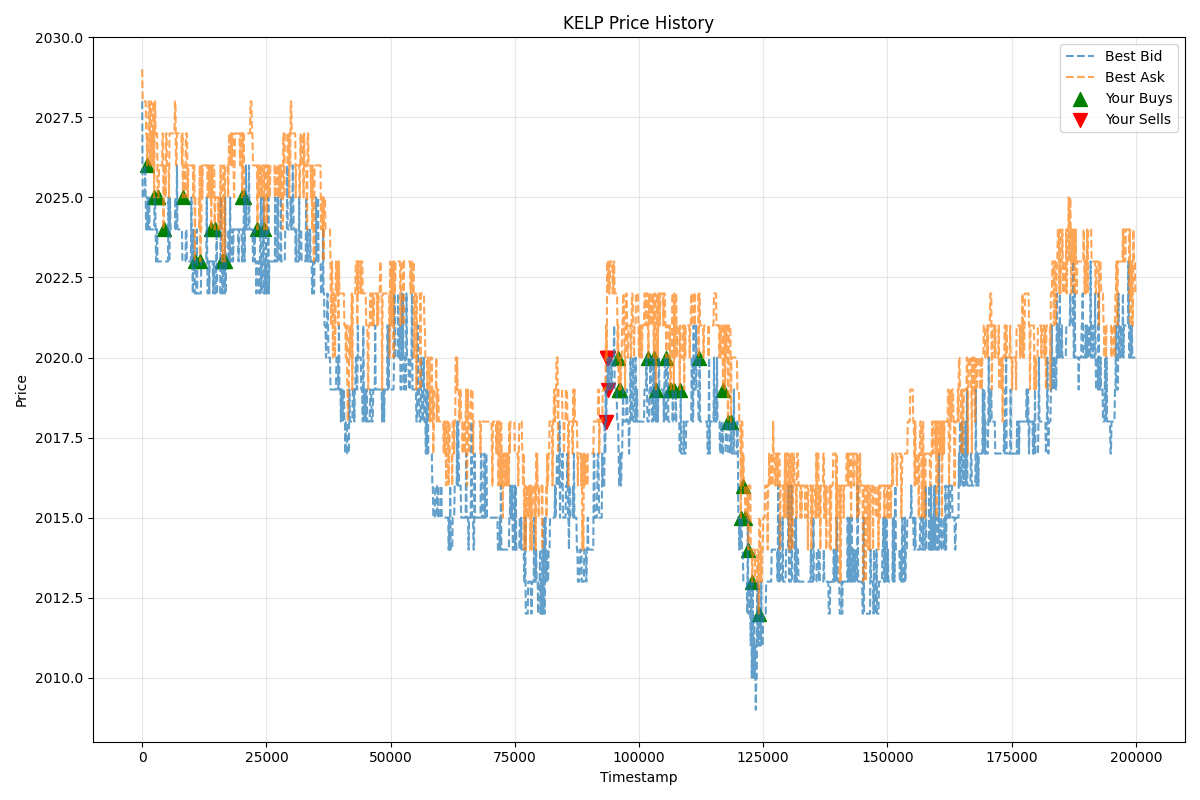 KELP Price History
2030.0
2027.5
2025.0
2022.5
2020.0
2017.5
2015.0
2012.5
2010.0
Price
0
25000
50000
75000
100000
125000
150000
175000
200000
Timestamp
Best Bid
Best Ask
Your Buys
Your Sells